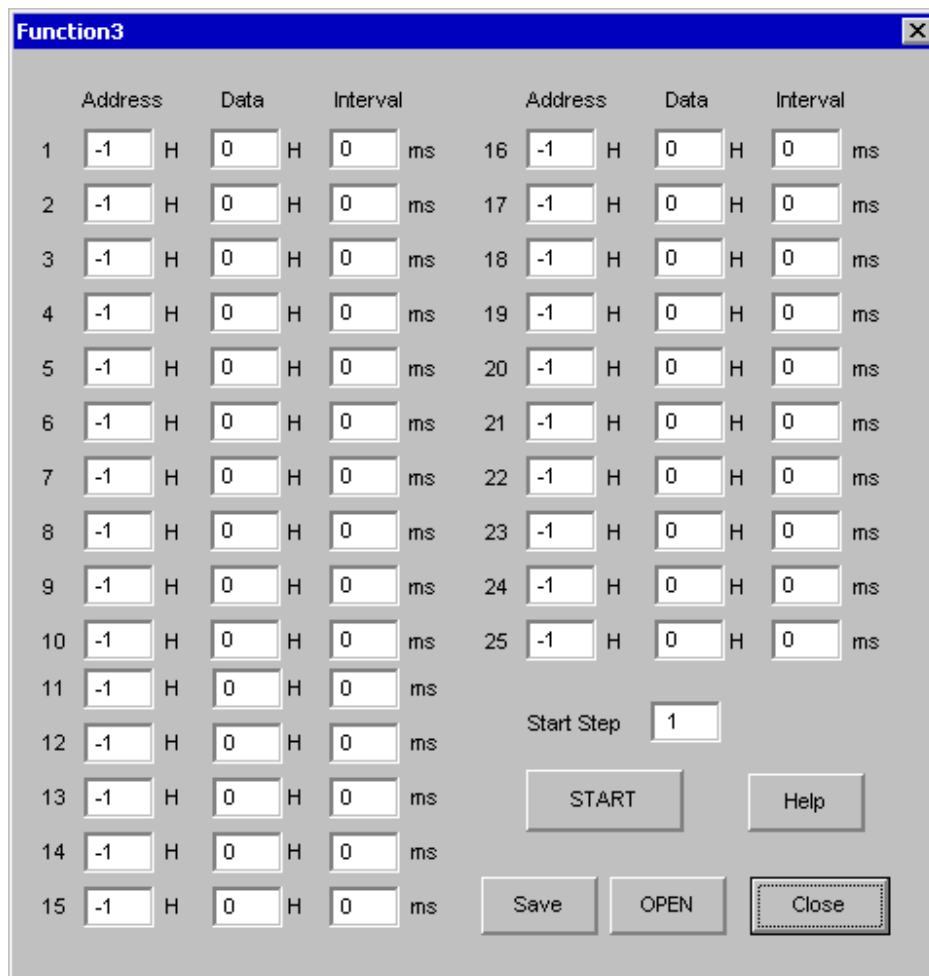 Function3
Address Data Interval Address Data Interval
1 -1 H 0 H 0 ms 16 -1 H 0 H 0 ms
2 -1 H 0 H 0 ms 17 -1 H 0 H 0 ms
3 -1 H 0 H 0 ms 18 -1 H 0 H 0 ms
4 -1 H 0 H 0 ms 19 -1 H 0 H 0 ms
5 -1 H 0 H 0 ms 20 -1 H 0 H 0 ms
6 -1 H 0 H 0 ms 21 -1 H 0 H 0 ms
7 -1 H 0 H 0 ms 22 -1 H 0 H 0 ms
8 -1 H 0 H 0 ms 23 -1 H 0 H 0 ms
9 -1 H 0 H 0 ms 24 -1 H 0 H 0 ms
10 -1 H 0 H 0 ms 25 -1 H 0 H 0 ms
11 -1 H 0 H 0 ms
12 -1 H 0 H 0 ms Start Step 1
13 -1 H 0 H 0 ms START Help
14 -1 H 0 H 0 ms
15 -1 H 0 H 0 ms Save OPEN Close